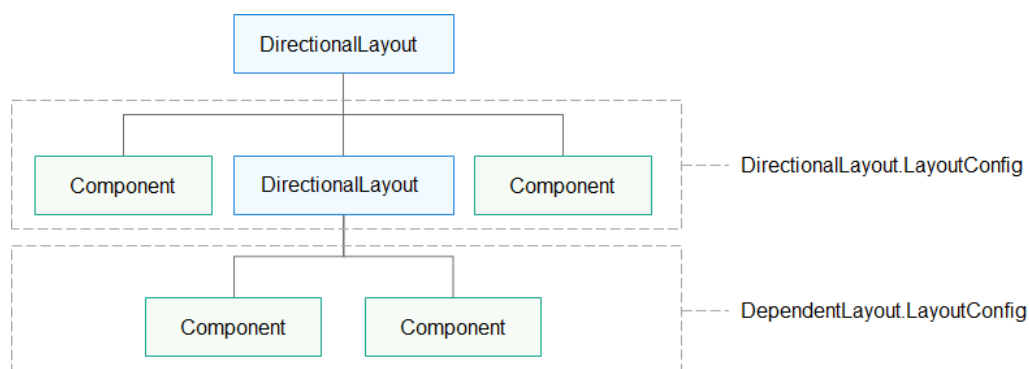 DirectionalLayout
Component
DirectionalLayout
Component
DirectionalLayout.LayoutConfig
Component
Component
DependentLayout.LayoutConfig